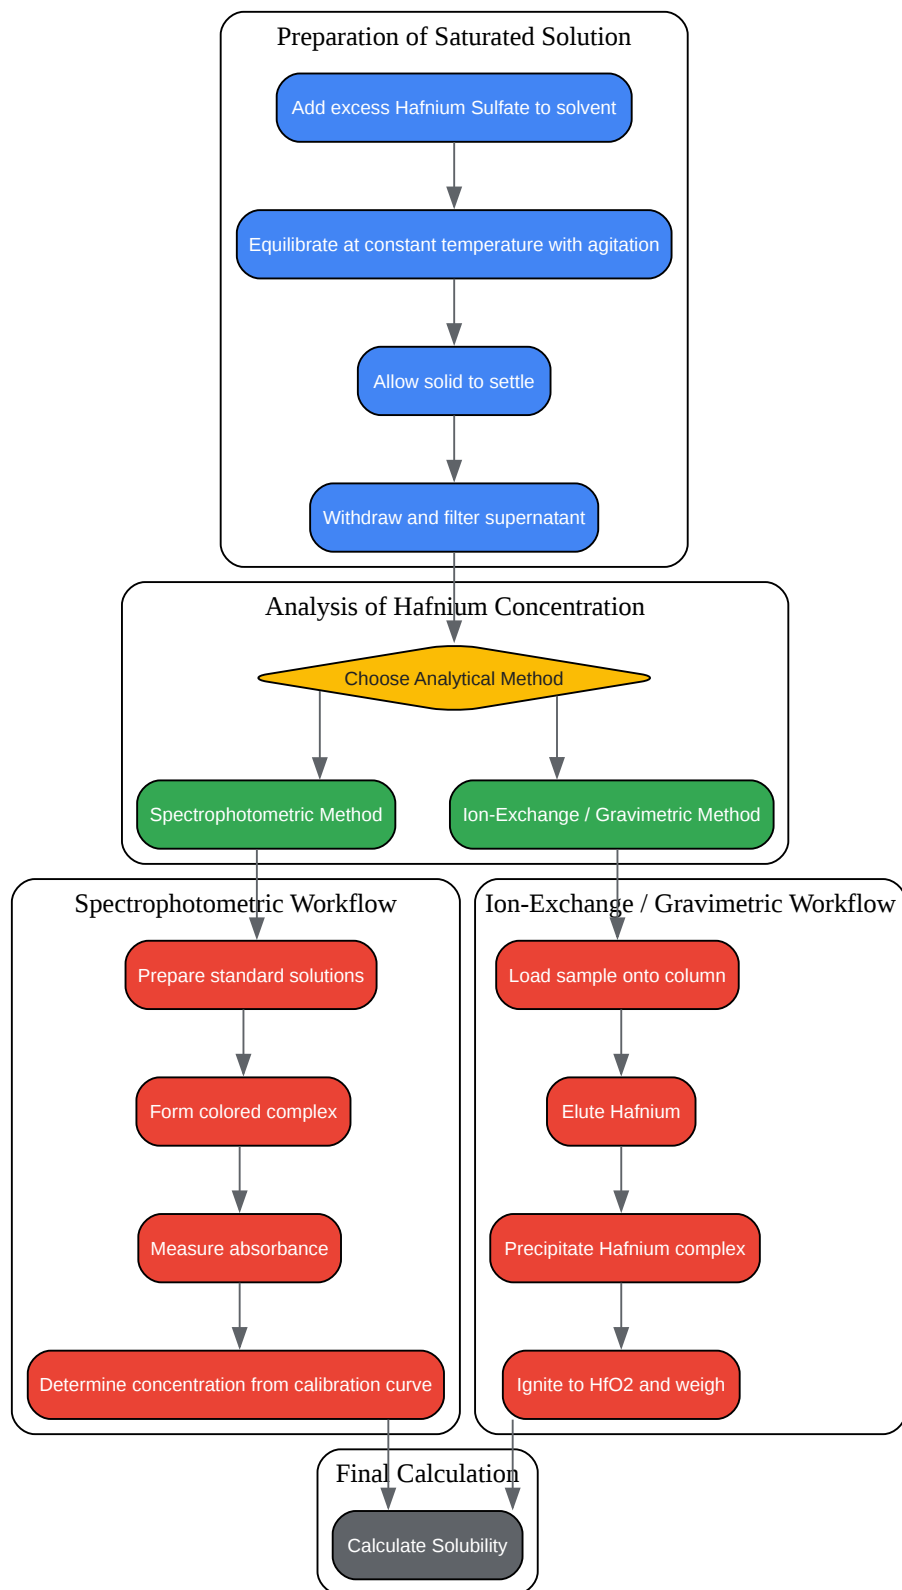 Preparation of Saturated Solution
Add excess Hafnium Sulfate to solvent
Equilibrate at constant temperature with agitation
Allow solid to settle
Withdraw and filter supernatant
Analysis of Hafnium Concentration
Choose Analytical Method
Spectrophotometric Method
Ion-Exchange / Gravimetric Method
Spectrophotometric Workflow
Prepare standard solutions
Form colored complex
Measure absorbance
Determine concentration from calibration curve
Ion-Exchange / Gravimetric Workflow
Load sample onto column
Elute Hafnium
Precipitate Hafnium complex
Ignite to HfO2 and weigh
Final Calculation
Calculate Solubility